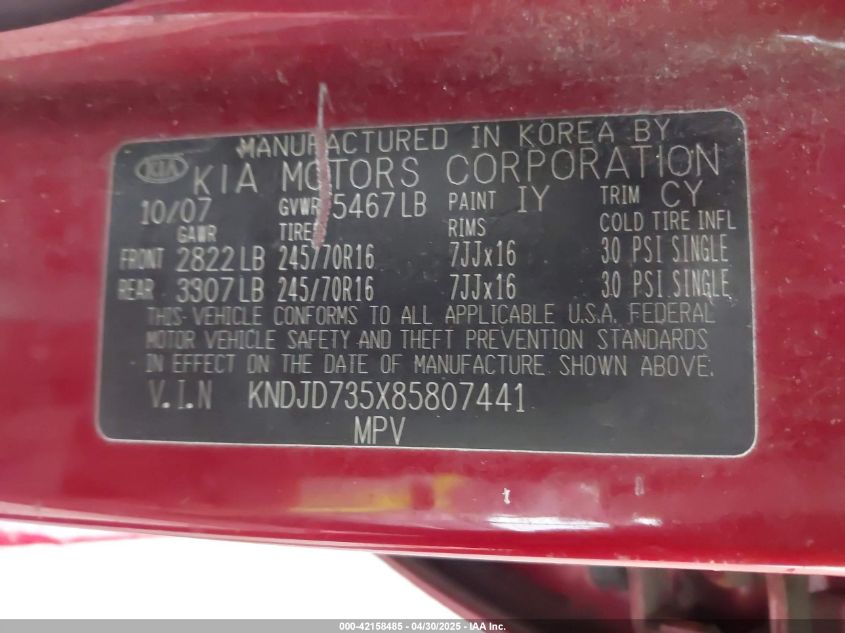 MANUFACTURED IN KOREA BY
KIA KIA MOTORS CORPORATION
10/07 GVWR 5467LB PAINT IY TRIM CY
GAWR TIRES RIMS COLD TIRE INFL
FRONT 2822LB 245/70R16 7JJx16 30 PSI SINGLE
REAR 3307LB 245/70R16 7JJx16 30 PSI SINGLE
THIS VEHICLE CONFORMS TO ALL APPLICABLE U.S.A. FEDERAL
MOTOR VEHICLE SAFETY AND THEFT PREVENTION STANDARDS
IN EFFECT ON THE DATE OF MANUFACTURE SHOWN ABOVE.
V.I.N KNDJD735X85807441
MPV
000-42158485 - 04/30/2025 - IAA Inc.